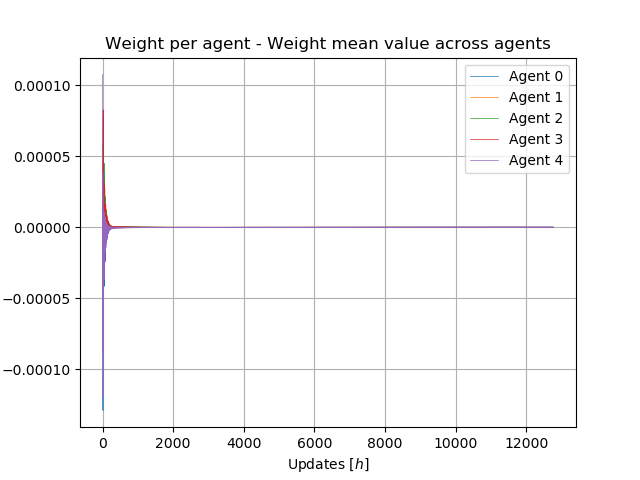 Weight per agent - Weight mean value across agents
0.00010
0.00005
0.00000
−0.00005
−0.00010
Agent 0
Agent 1
Agent 2
Agent 3
Agent 4
0 2000 4000 6000 8000 10000 12000
Updates [h]